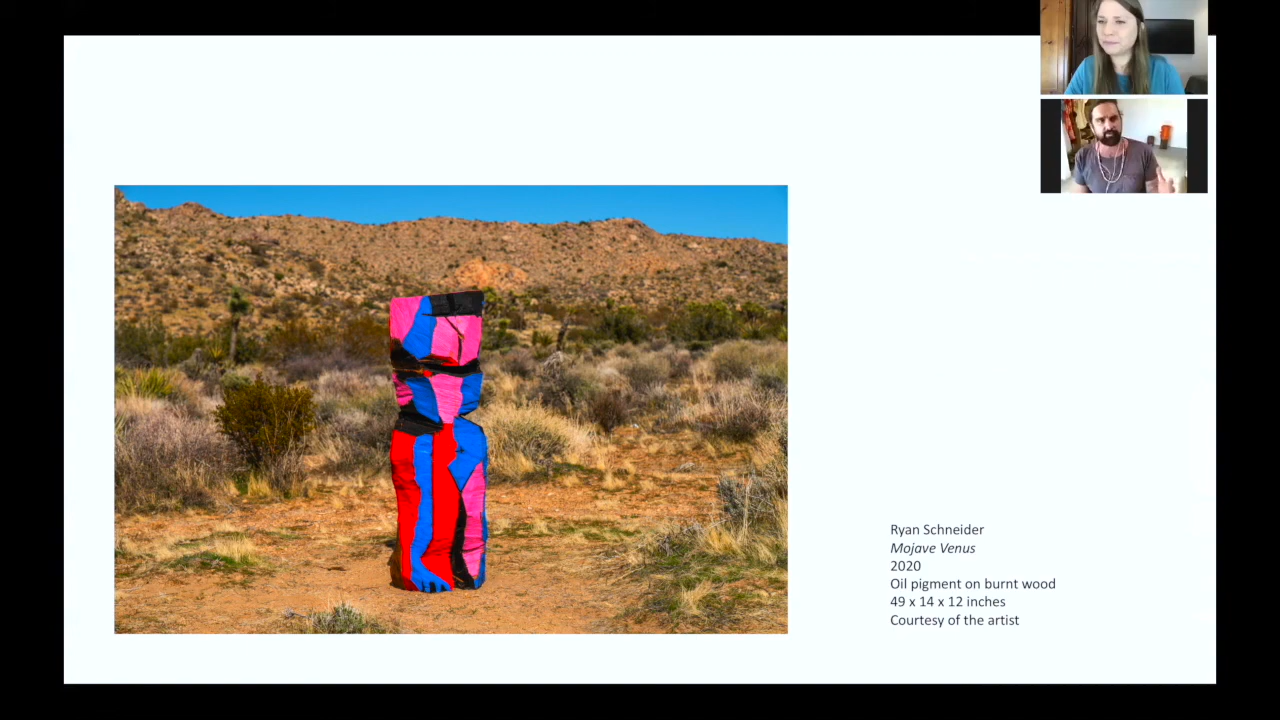 Ryan Schneider
Mojave Venus
2020
Oil pigment on burnt wood
49 x 14 x 12 inches
Courtesy of the artist